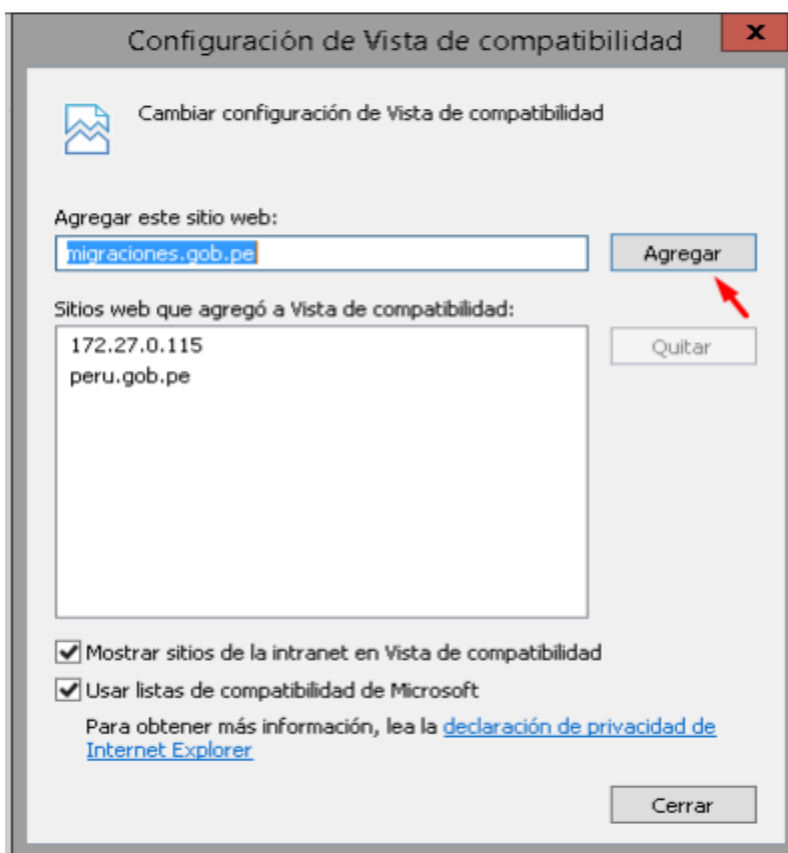 Configuración de Vista de compatibilidad
x
Cambiar configuración de Vista de compatibilidad
Agregar este sitio web:
migraciones.gob.pe
Agregar
Sitios web que agregó a Vista de compatibilidad:
172.27.0.115
Quitar
peru.gob.pe
Mostrar sitios de la intranet en Vista de compatibilidad
Usar listas de compatibilidad de Microsoft
Para obtener más información, lea la declaración de privacidad de
Internet Explorer
Cerrar